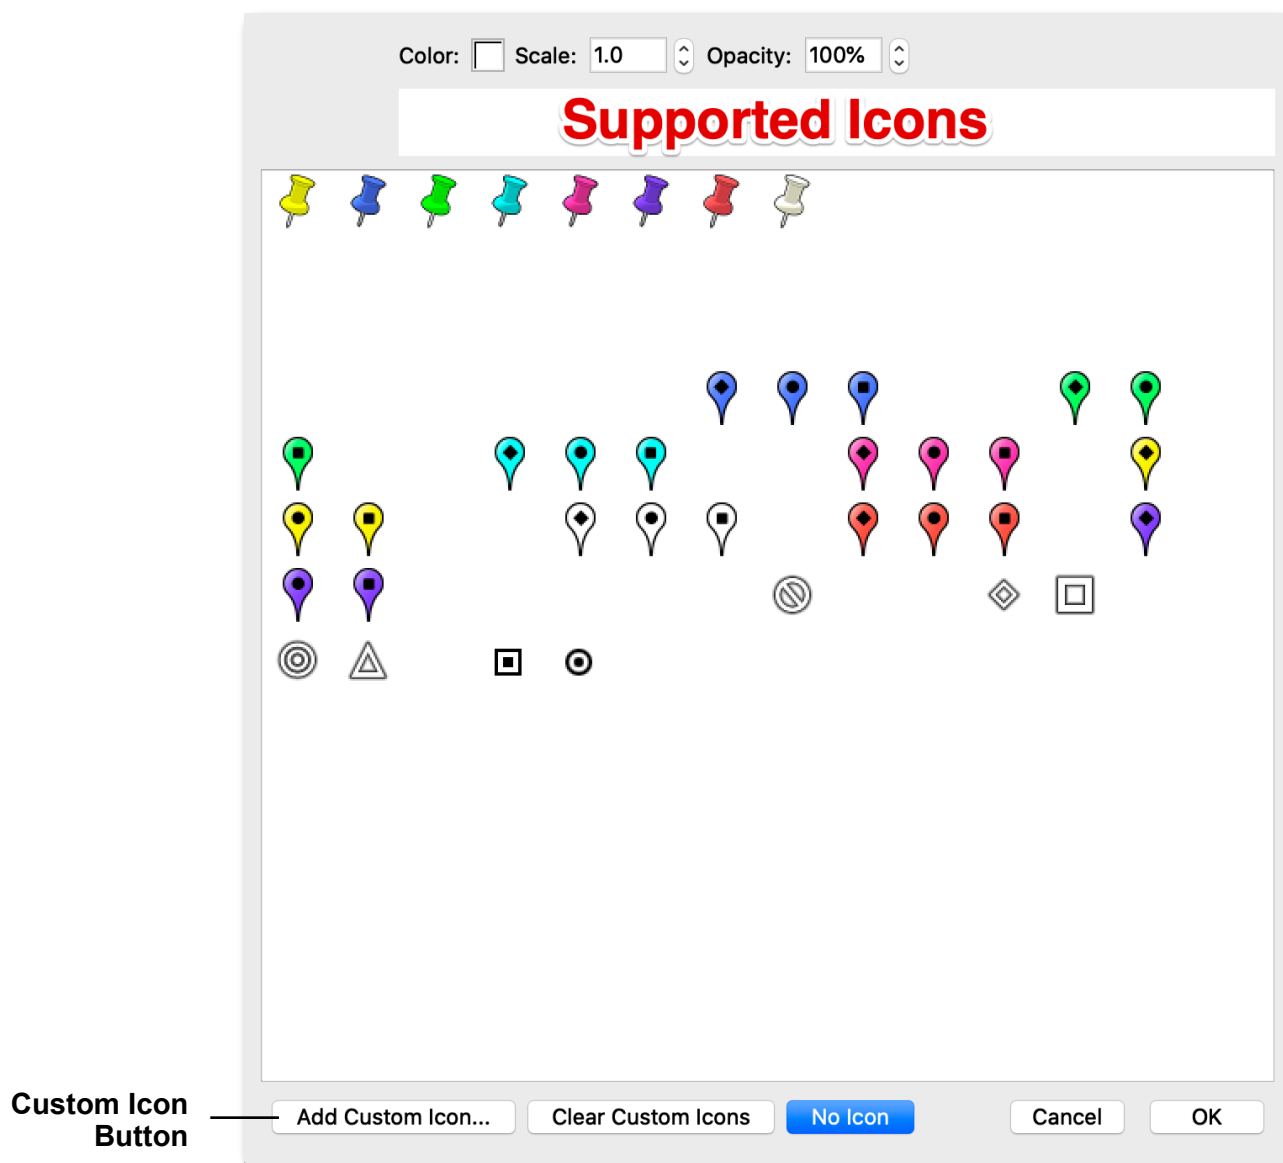 Color: Scale: 1.0 Opacity: 100%
Supported Icons
Custom Icon
Button
Add Custom Icon... Clear Custom Icons No Icon Cancel OK